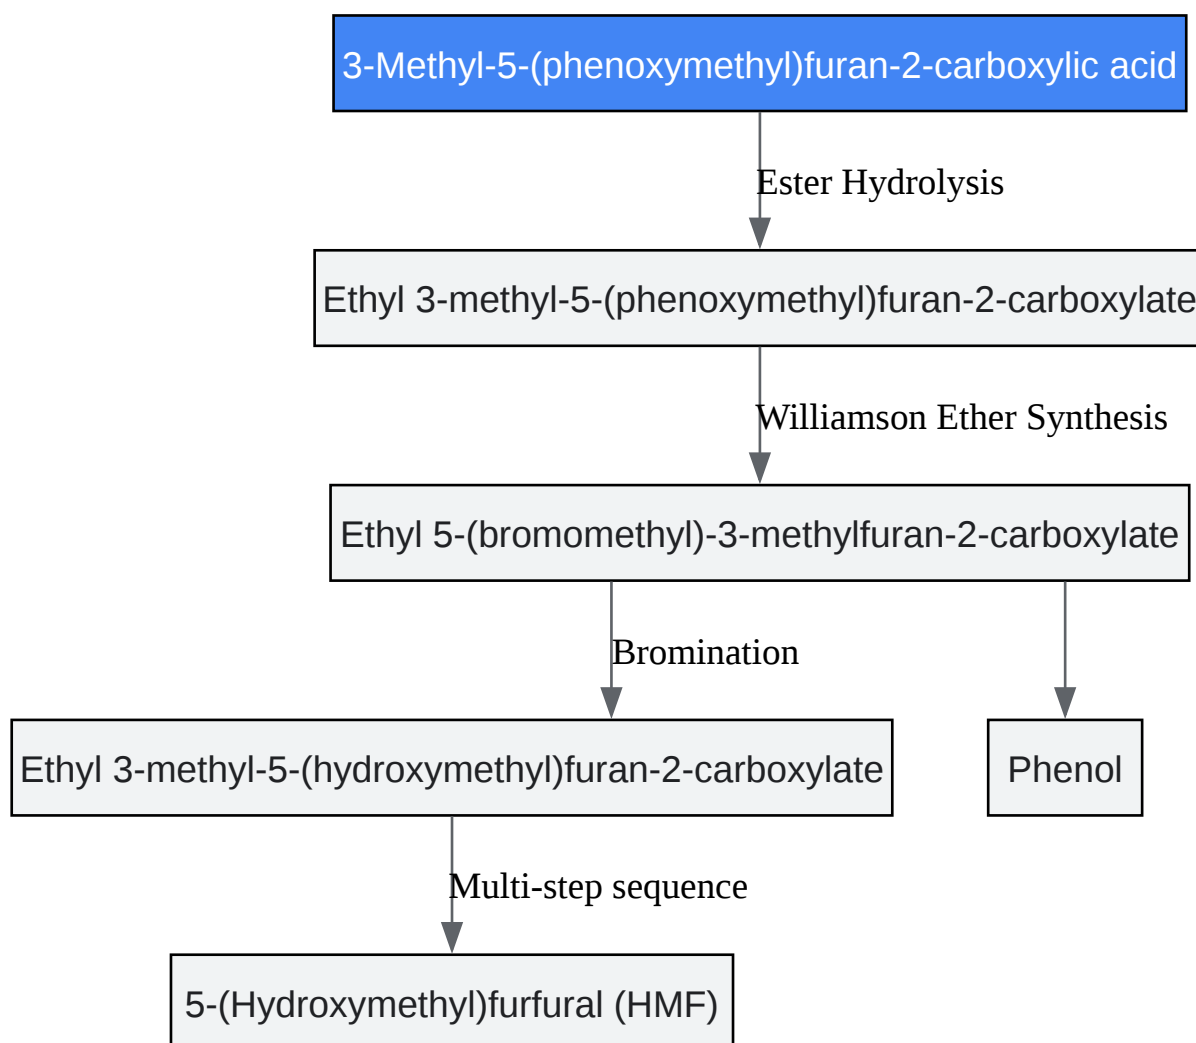 3-Methyl-5-(phenoxymethyl)furan-2-carboxylic acid
Ester Hydrolysis
Ethyl 3-methyl-5-(phenoxymethyl)furan-2-carboxylate
Williamson Ether Synthesis
Ethyl 5-(bromomethyl)-3-methylfuran-2-carboxylate
Bromination
Ethyl 3-methyl-5-(hydroxymethyl)furan-2-carboxylate
Phenol
Multi-step sequence
5-(Hydroxymethyl)furfural (HMF)